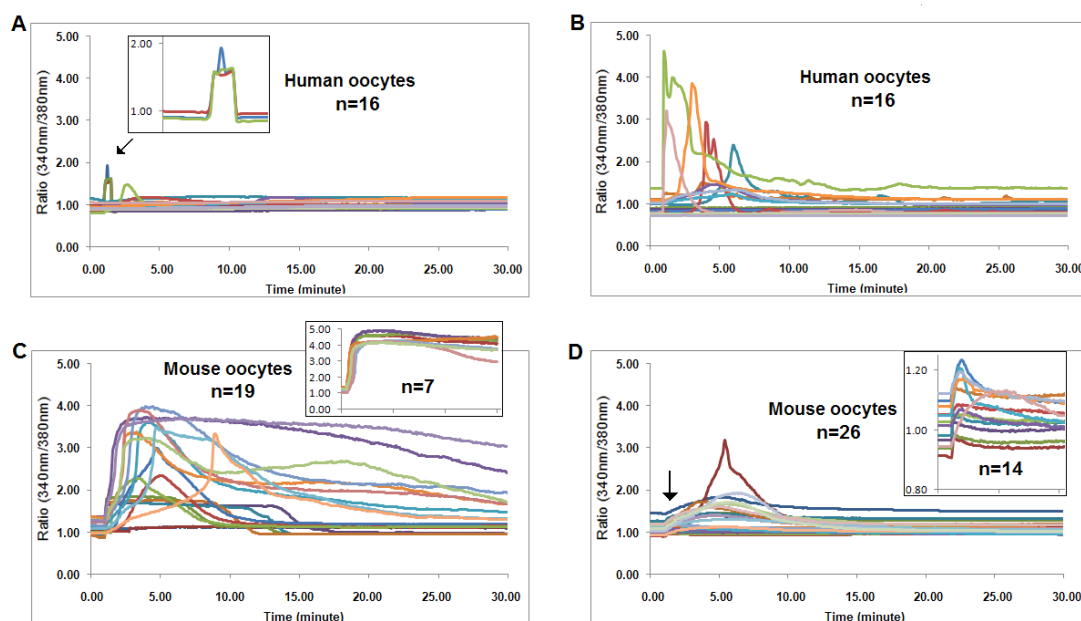 A
5.00
4.00
3.00
2.00
1.00
0.00
Ratio (340nm/380nm)
2.00
1.00
Human oocytes
n=16
0.00 5.00 10.00 15.00 20.00 25.00 30.00
Time (minute)
B
5.00
4.00
3.00
2.00
1.00
0.00
Ratio (340nm/380nm)
Human oocytes
n=16
0.00 5.00 10.00 15.00 20.00 25.00 30.00
Time (minute)
C
5.00
4.00
3.00
2.00
1.00
0.00
Ratio (340nm/380nm)
Mouse oocytes
n=19
5.00
4.00
3.00
2.00
1.00
0.00
n=7
0.00 5.00 10.00 15.00 20.00 25.00 30.00
Time (minute)
D
5.00
4.00
3.00
2.00
1.00
0.00
Ratio (340nm/380nm)
Mouse oocytes
n=26
1.20
1.00
0.80
n=14
0.00 5.00 10.00 15.00 20.00 25.00 30.00
Time (minute)